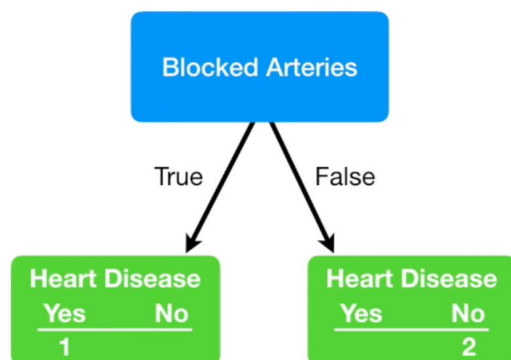 Blocked Arteries
True False
Heart Disease
Yes No
1
Heart Disease
Yes No
2